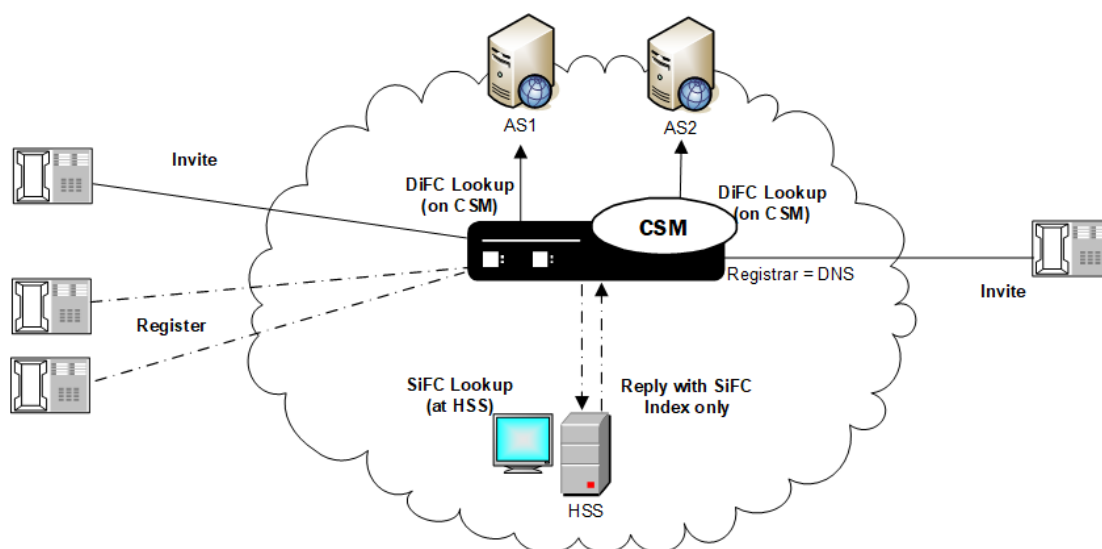 AS1
AS2
Invite
DiFC Lookup
(on CSM)
DiFC Lookup
(on CSM)
CSM
Registrar = DNS
Invite
Register
SiFC Lookup
(at HSS)
Reply with SiFC
Index only
HSS